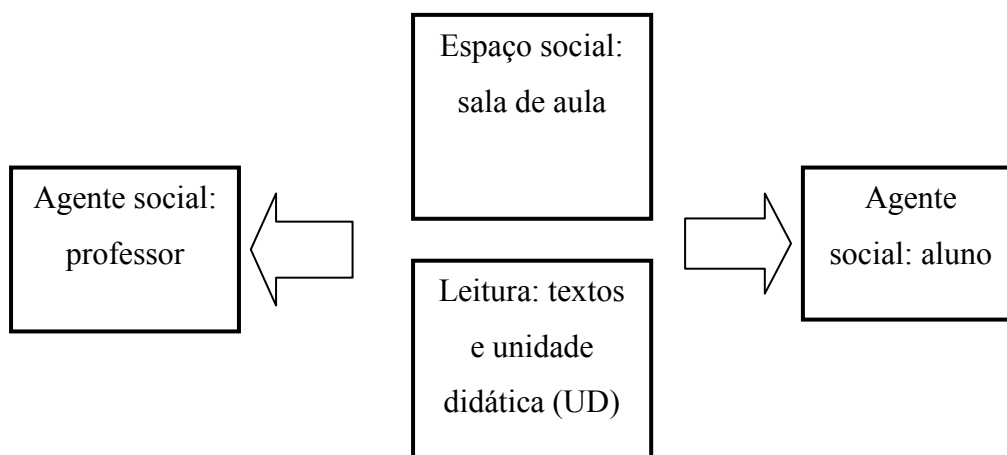 Espaço social:
sala de aula
Agente social:
professor
Agente
social: aluno
Leitura: textos
e unidade
didática (UD)